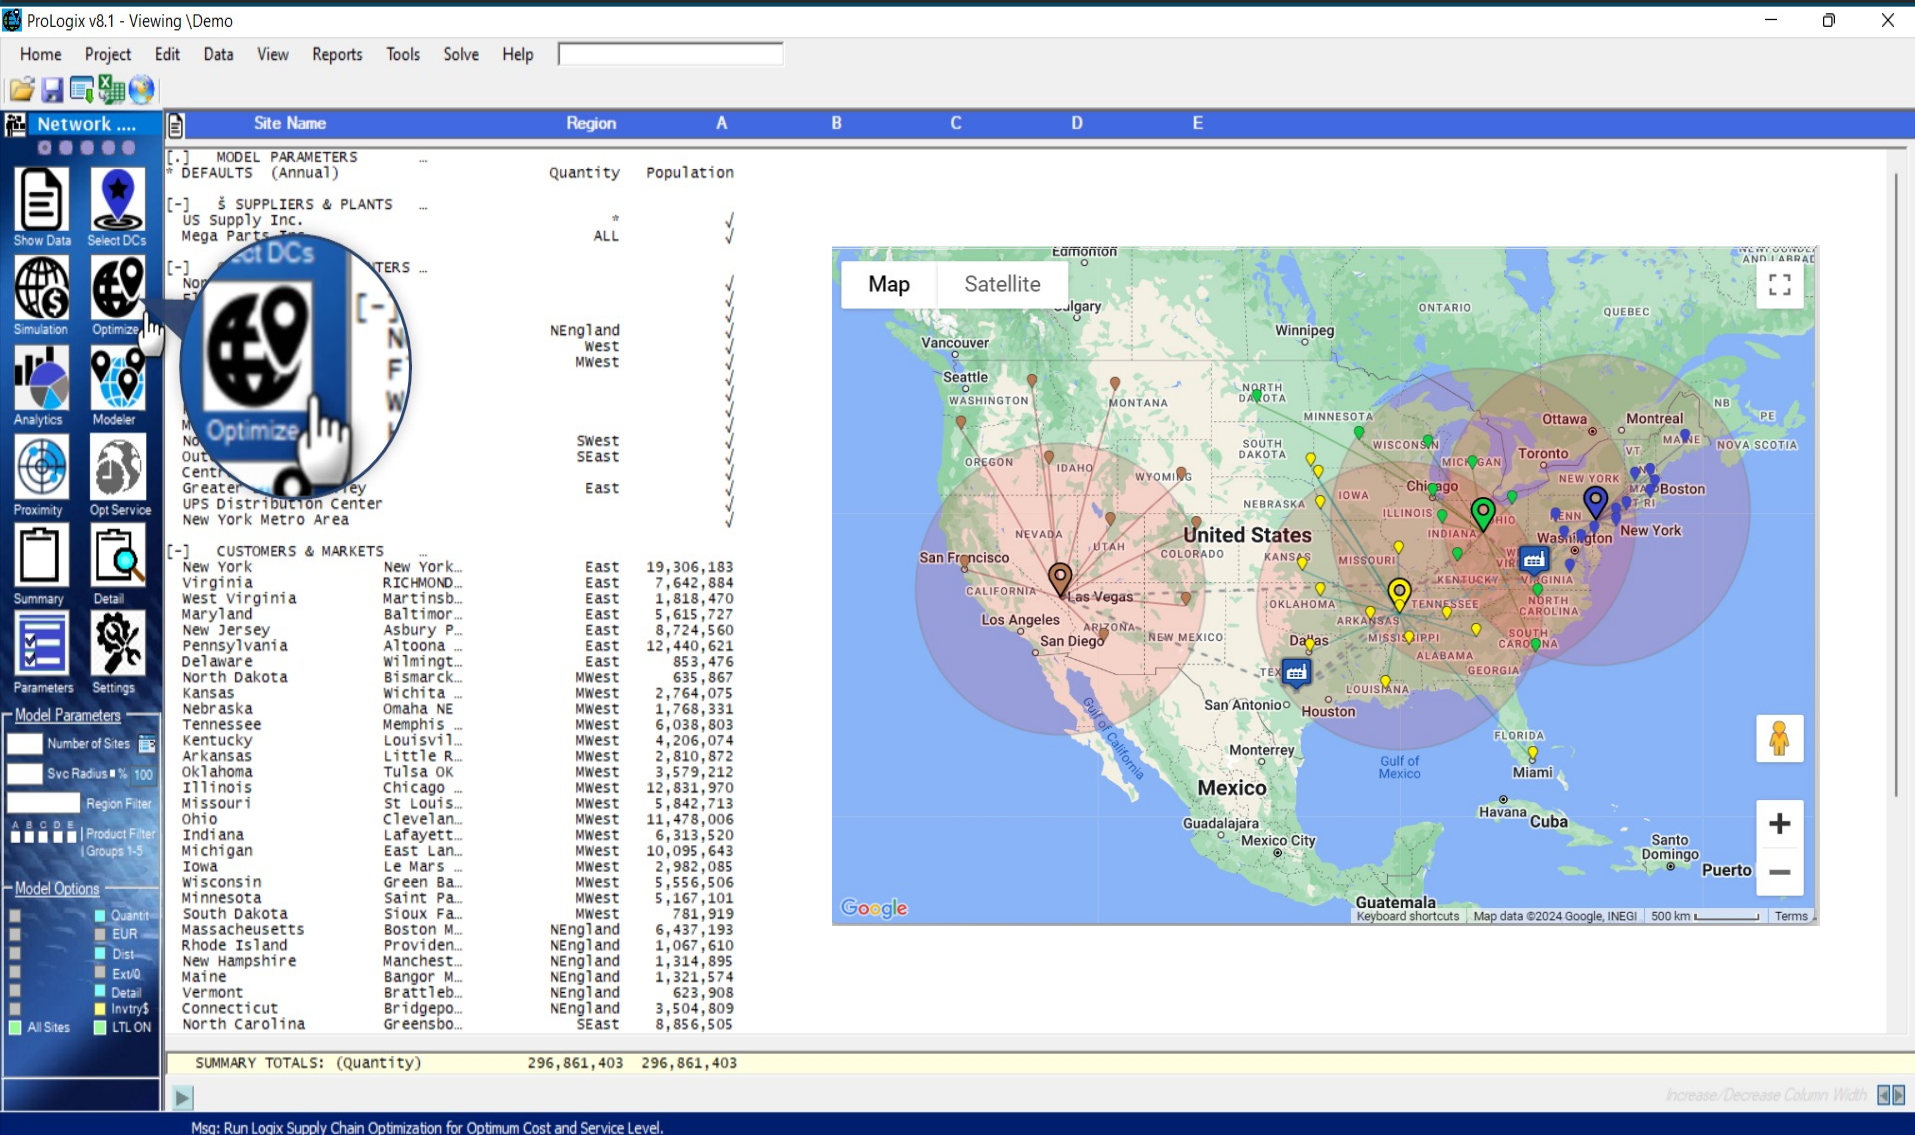 ProLogix v8.1 - Viewing \Demo
Home Project Edit Data View Reports Tools Solve Help
Network ....
Site Name Region A B C D E
Show Data Select DCs
Simulation Optimize
Analytics Modeler
Proximity Opt Service
Summary Detail
Parameters Settings
Model Parameters
Number of Sites
Svc Radius % 100
Region Filter
A B C D E
Product Filter
Groups 1-5
Model Options
Quantit
EUR
Dist
Ext/0
Detail
Invtry$
All Sites LTL ON
[.] MODEL PARAMETERS ...
* DEFAULTS (Annual) Quantity Population
[-] Š SUPPLIERS & PLANTS ...
US Supply Inc. * √
Mega Parts ALL √
[-] TERS ...
Nor √
√
√
NEngland √
West √
MWest √
√
√
√
M √
No SWest √
Out SEast √
Centr √
Greater ey East √
UPS Distribution Center √
New York Metro Area √
ct DCs
[-]
N
F
W
Optimize
[-] CUSTOMERS & MARKETS ...
New York New York... East 19,306,183
Virginia RICHMOND... East 7,642,884
West Virginia Martinsb... East 1,818,470
Maryland Baltimor... East 5,615,727
New Jersey Asbury P... East 8,724,560
Pennsylvania Altoona ... East 12,440,621
Delaware Wilmingt... East 853,476
North Dakota Bismarck... MWest 635,867
Kansas Wichita ... MWest 2,764,075
Nebraska Omaha NE MWest 1,768,331
Tennessee Memphis ... MWest 6,038,803
Kentucky Louisvil... MWest 4,206,074
Arkansas Little R... MWest 2,810,872
Oklahoma Tulsa OK MWest 3,579,212
Illinois Chicago ... MWest 12,831,970
Missouri St Louis... MWest 5,842,713
Ohio Clevelan... MWest 11,478,006
Indiana Lafayett... MWest 6,313,520
Michigan East Lan... MWest 10,095,643
Iowa Le Mars ... MWest 2,982,085
Wisconsin Green Ba... MWest 5,556,506
Minnesota Saint Pa... MWest 5,167,101
South Dakota Sioux Fa... MWest 781,919
Massacheusetts Boston M... NEngland 6,437,193
Rhode Island Providen... NEngland 1,067,610
New Hampshire Manchest... NEngland 1,314,895
Maine Bangor M... NEngland 1,321,574
Vermont Brattleb... NEngland 623,908
Connecticut Bridgepo... NEngland 3,504,809
North Carolina Greensbo... SEast 8,856,505
SUMMARY TOTALS: (Quantity) 296,861,403 296,861,403
Increase/Decrease Column Width
Msg: Run Logix Supply Chain Optimization for Optimum Cost and Service Level.
Map Satellite
Edmonton
AND LABRAD
algary
ONTARIO
QUEBEC
Winnipeg
Vancouver
Seattle
WASHINGTON
MONTANA
NORTH DAKOTA
MINNESOTA
Ottawa
Montreal
NB
PE
MAINE
NOVA SCOTIA
OREGON
IDAHO
WYOMING
SOUTH DAKOTA
WISCONSIN
MICHIGAN
Toronto
VT
NEW YORK
MA
Boston
RI
NEBRASKA
IOWA
Chicago
ILLINOIS
INDIANA
OHIO
PENN
New York
Washington
NEVADA
UTAH
United States
COLORADO
KANSAS
MISSOURI
KENTUCKY
VIRGINIA
San Francisco
CALIFORNIA
Las Vegas
OKLAHOMA
TENNESSEE
NORTH CAROLINA
Los Angeles
ARIZONA
NEW MEXICO
ARKANSAS
San Diego
Dallas
MISSISSIPPI
SOUTH CAROLINA
ALABAMA
GEORGIA
TEX
LOUISIANA
San Antonio
Houston
Gulf of California
Monterrey
Gulf of Mexico
FLORIDA
Miami
Mexico
Havana
Cuba
Guadalajara
Mexico City
Santo Domingo
Puerto
Guatemala
Google
Keyboard shortcuts Map data ©2024 Google, INEGI 500 km Terms